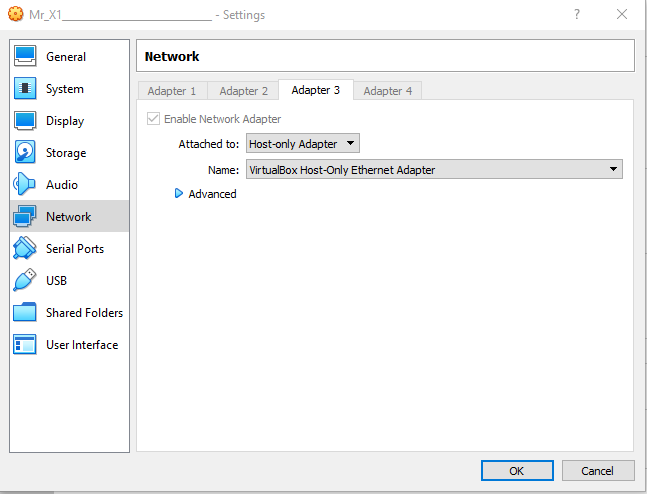 Mr_X1________________________ - Settings
?
General
System
Display
Storage
Audio
Network
Serial Ports
USB
Shared Folders
User Interface
Network
Adapter 1 Adapter 2 Adapter 3 Adapter 4
Enable Network Adapter
Attached to: Host-only Adapter
Name: VirtualBox Host-Only Ethernet Adapter
Advanced
OK Cancel